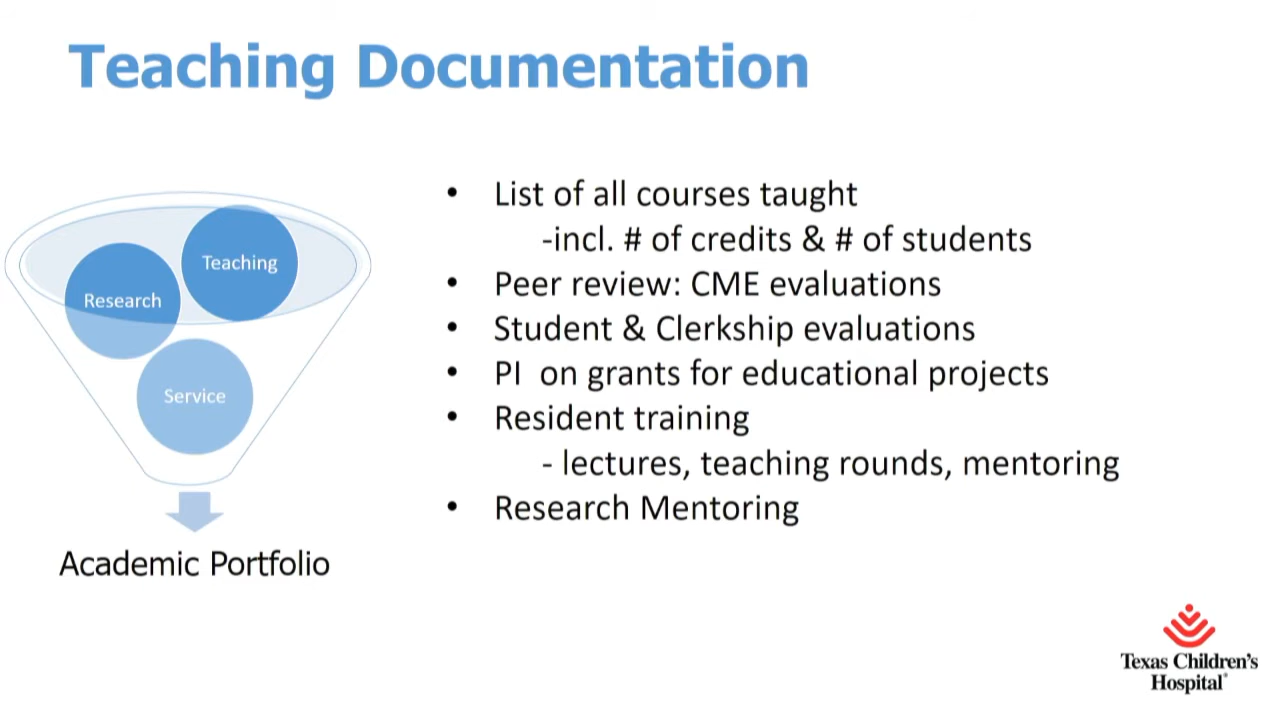 Teaching Documentation
Teaching
Research
Service
Academic Portfolio
• List of all courses taught
-incl. # of credits & # of students
• Peer review: CME evaluations
• Student & Clerkship evaluations
• PI on grants for educational projects
• Resident training
- lectures, teaching rounds, mentoring
• Research Mentoring
Texas Children's
Hospital®